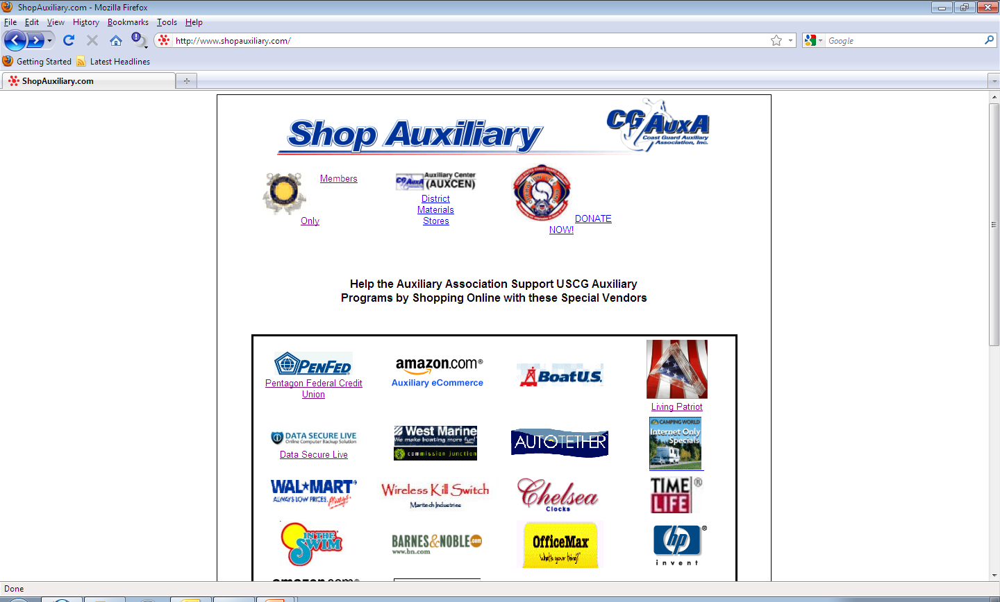 ShopAuxiliary.com - Mozilla Firefox
File Edit View History Bookmarks Tools Help
http://www.shopauxiliary.com/
Google
Getting Started Latest Headlines
ShopAuxiliary.com
Shop Auxiliary
CG AuxA
Coast Guard Auxiliary
Association, Inc.
Members
Only
CG AuxA
Auxiliary Center
(AUXCEN)
District
Materials
Stores
DONATE
NOW!
Help the Auxiliary Association Support USCG Auxiliary
Programs by Shopping Online with these Special Vendors
PENFED
Pentagon Federal Credit
Union
amazon.com®
Auxiliary eCommerce
BoatU.S.
Living Patriot
DATA SECURE LIVE
Online Computer Backup Solution
Data Secure Live
West Marine
We make boating more fun!
commission junction
AUTOTETHER
CAMPING WORLD
Internet Only
Specials
WAL★MART®
ALWAYS LOW PRICES. Always!
Wireless Kill Switch
Maritech Industries
Chelsea
Clocks
TIME®
LIFE
IN THE
SWIM
BARNES&NOBLE.com
www.bn.com
OfficeMax
What's your thing?
hp®
invent
amazon.com®
Done